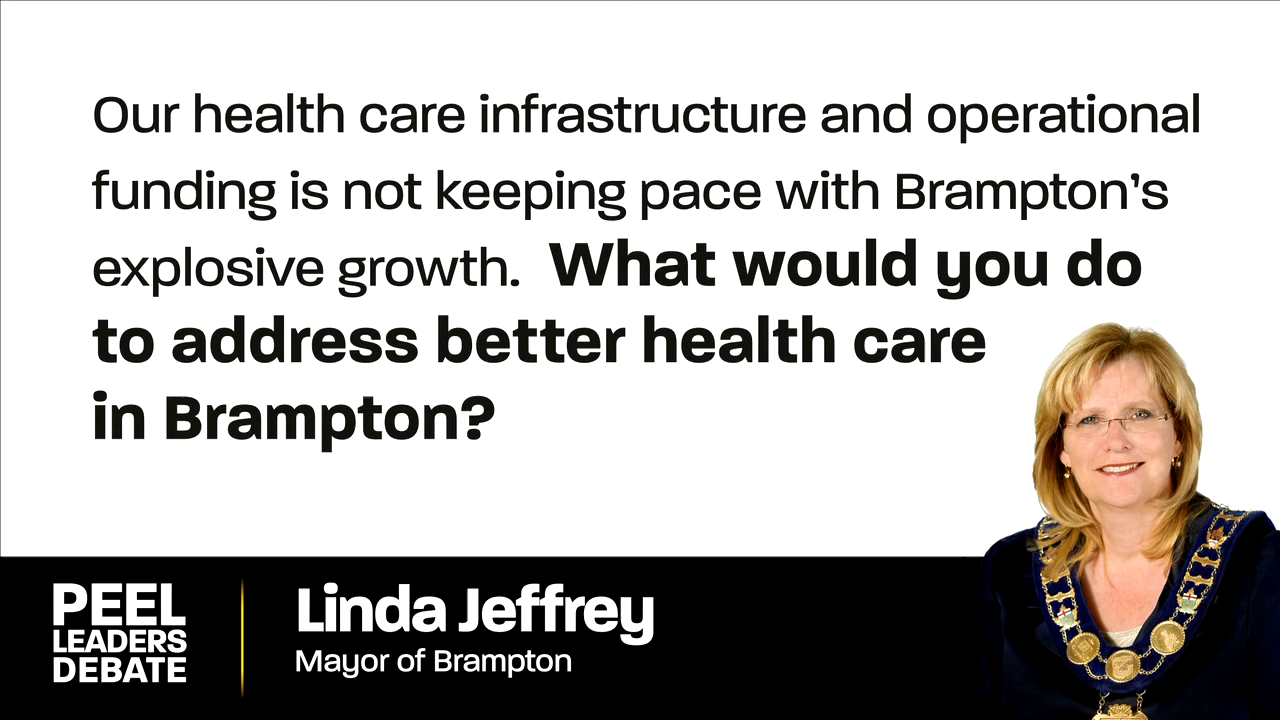 Our health care infrastructure and operational
funding is not keeping pace with Brampton's
explosive growth. What would you do
to address better health care
in Brampton?
PEEL
LEADERS
DEBATE
Linda Jeffrey
Mayor of Brampton